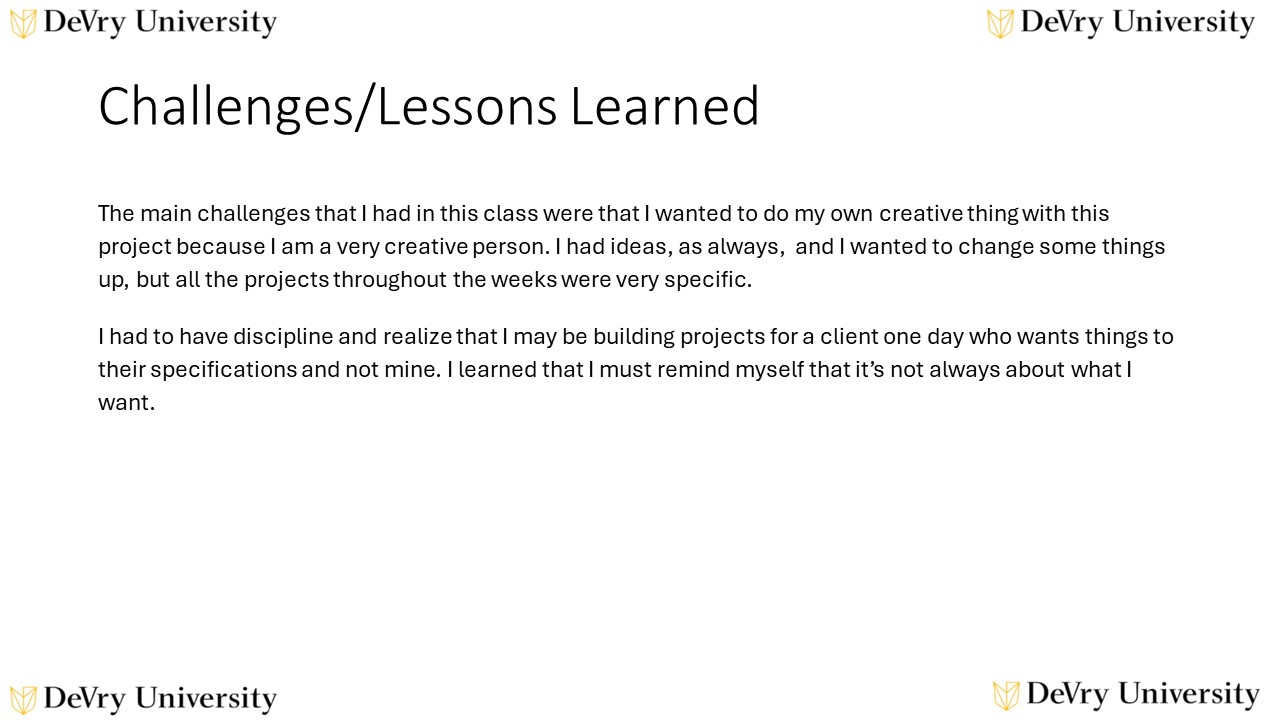 DeVry University
DeVry University
Challenges/Lessons Learned
The main challenges that I had in this class were that I wanted to do my own creative thing with this
project because I am a very creative person. I had ideas, as always,  and I wanted to change some things
up, but all the projects throughout the weeks were very specific.
I had to have discipline and realize that I may be building projects for a client one day who wants things to
their specifications and not mine. I learned that I must remind myself that it’s not always about what I
want.
DeVry University
DeVry University